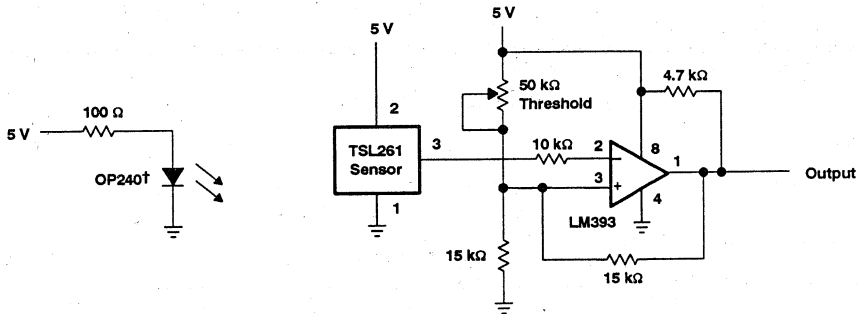 5 V
100 Ω
OP240†
5 V
2
TSL261
Sensor
3
1
5 V
50 kΩ
Threshold
4.7 kΩ
10 kΩ
2
8
1
3
4
−
+
LM393
Output
15 kΩ
15 kΩ